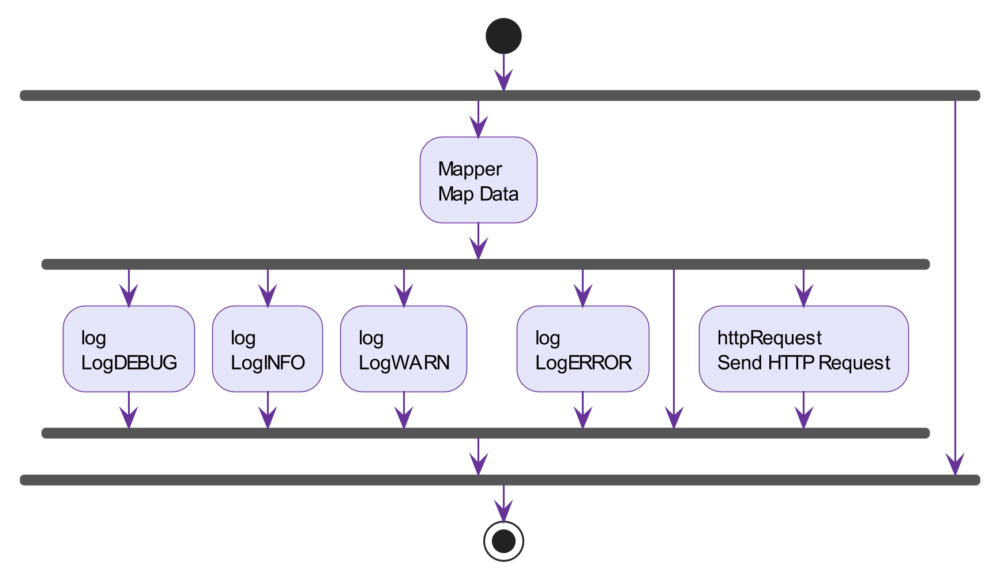 Mapper
Map Data
log
LogDEBUG
log
LogINFO
log
LogWARN
log
LogERROR
httpRequest
Send HTTP Request